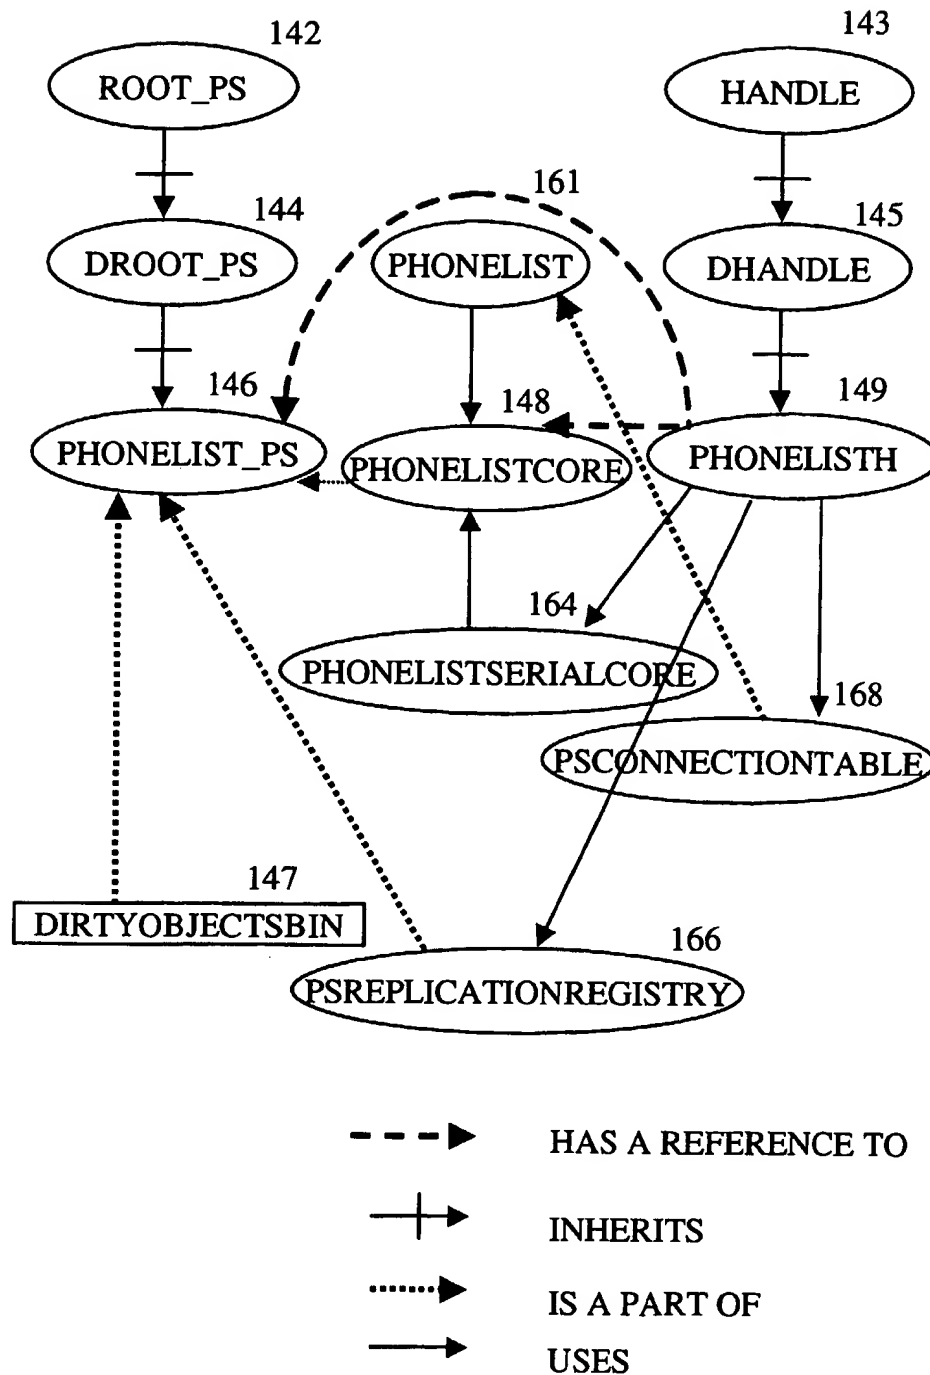 142
143
ROOT_PS
HANDLE
161
144
145
DROOT_PS
PHONELIST
DHANDLE
146
148
149
PHONELIST_PS
PHONELISTCORE
PHONELISTH
164
PHONELISTSERIALCORE
168
PSCONNECTIONTABLE
147
DIRTYOBJECTSBIN
166
PSREPLICATIONREGISTRY
HAS A REFERENCE TO
INHERITS
IS A PART OF
USES